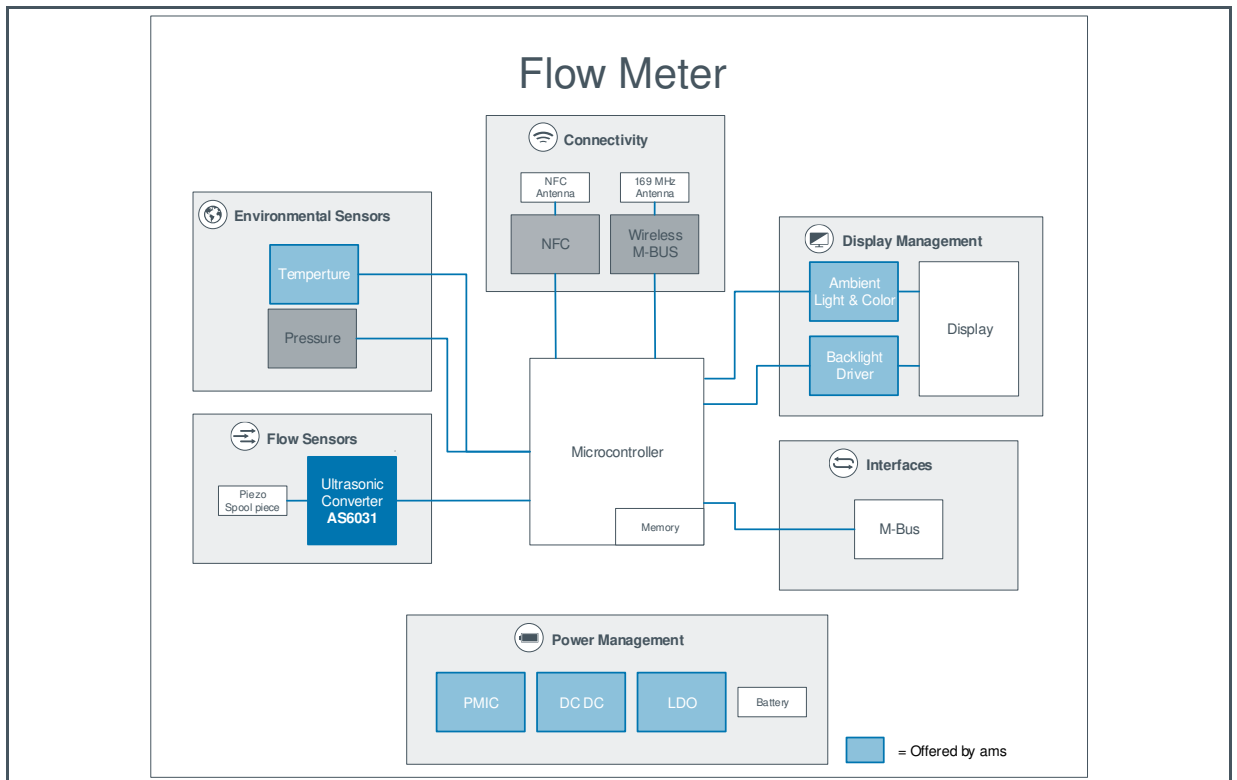 Flow Meter
Connectivity
NFC
Antenna
169 MHz
Antenna
NFC
Wireless
M-BUS
Environmental Sensors
Temperture
Pressure
Display Management
Ambient
Light & Color
Backlight
Driver
Display
Flow Sensors
Piezo
Spool piece
Ultrasonic
Converter
AS6031
Microcontroller
Memory
Interfaces
M-Bus
Power Management
PMIC
DC DC
LDO
Battery
= Offered by ams